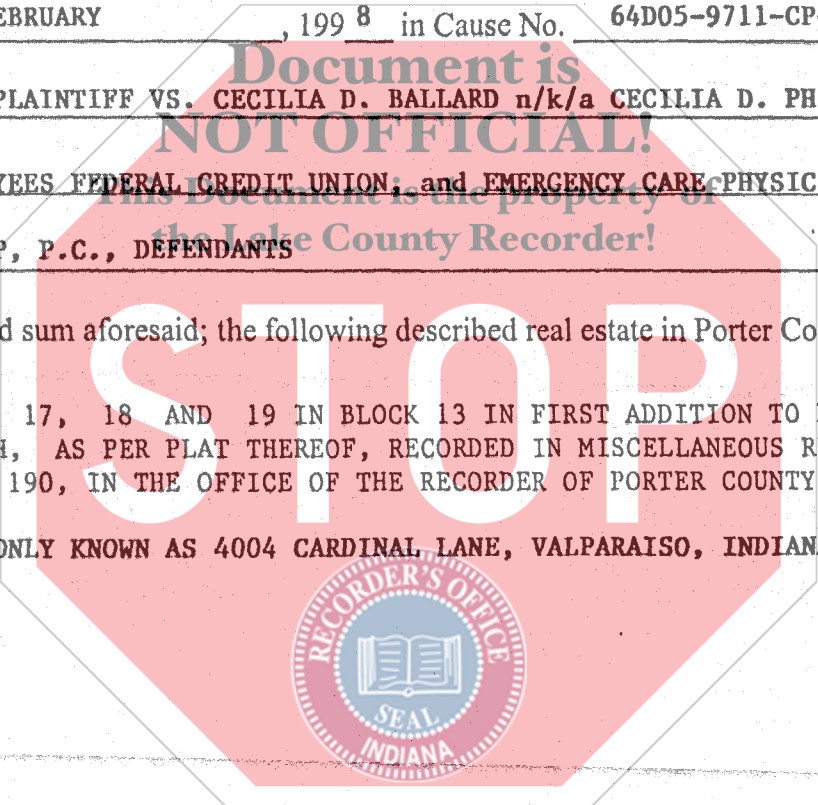 EBRUARY , 199 8 in Cause No. 64D05-9711-CP
Document is
PLAINTIFF VS. CECILIA D. BALLARD n/k/a CECILIA D. PH
NOT OFFICIAL!
YEES FEDERAL CREDIT UNION, and EMERGENCY CARE PHYSIC
This Document is the property of
the Lake County Recorder!
P, P.C., DEFENDANTS
d sum aforesaid; the following described real estate in Porter Co
STOP
17, 18 AND 19 IN BLOCK 13 IN FIRST ADDITION TO
H, AS PER PLAT THEREOF, RECORDED IN MISCELLANEOUS R
190, IN THE OFFICE OF THE RECORDER OF PORTER COUNTY
ONLY KNOWN AS 4004 CARDINAL LANE, VALPARAISO, INDIANA
RECORDER'S OFFICE
SEAL
INDIANA